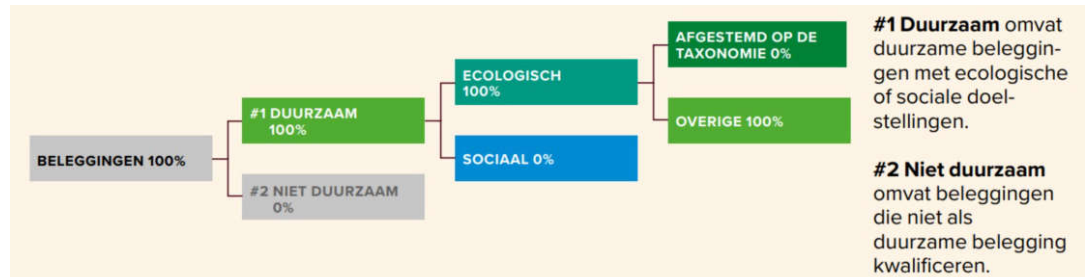 BELEGGINGEN 100%
#1 DUURZAAM
100%
#2 NIET DUURZAAM
0%
ECOLOGISCH
100%
SOCIAAL 0%
AFGESTEMD OP DE
TAXONOMIE 0%
OVERIGE 100%
#1 Duurzaam omvat
duurzame beleggin-
gen met ecologische
of sociale doel-
stellingen.
#2 Niet duurzaam
omvat beleggingen
die niet als
duurzame belegging
kwalificeren.